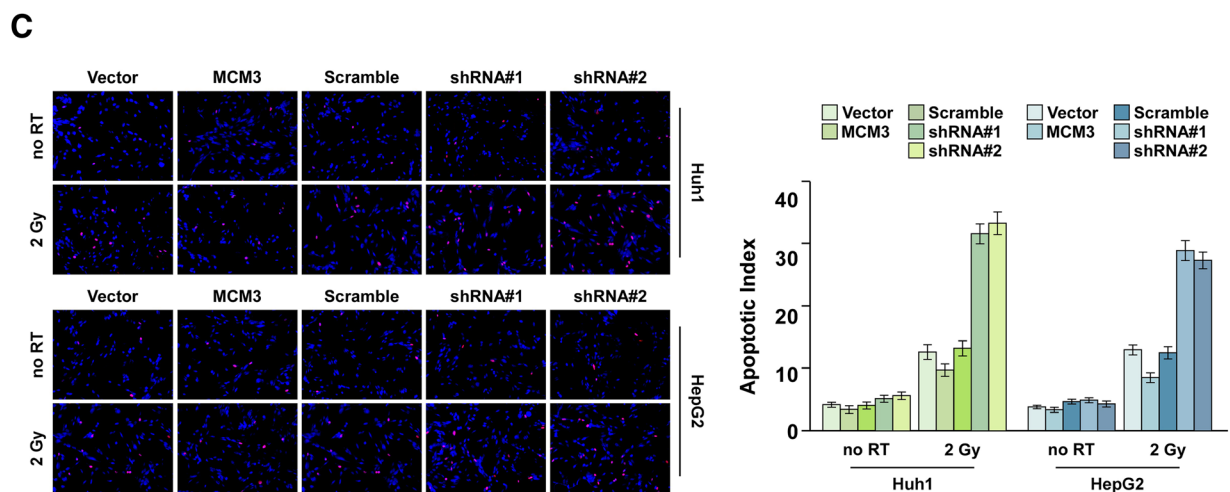 C
Vector MCM3 Scramble shRNA#1 shRNA#2
no RT
2 Gy
Huh1
Vector MCM3 Scramble shRNA#1 shRNA#2
no RT
2 Gy
HepG2
Vector Scramble Vector Scramble
MCM3 shRNA#1 MCM3 shRNA#1
shRNA#2 shRNA#2
Apoptotic Index
40
30
20
10
0
no RT 2 Gy no RT 2 Gy
Huh1 HepG2